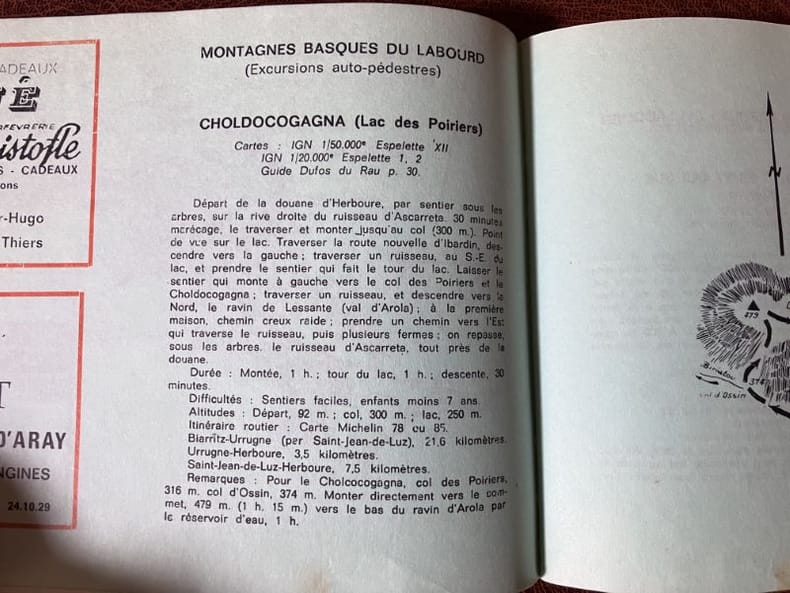 ADEAUX
É
FÈVRERIE
istofle
S - CADEAUX
ons
r-Hugo
Thiers
T
D'ARAY
NGINES
24.10.29
MONTAGNES BASQUES DU LABOURD
(Excursions auto-pédestres)
CHOLDOCOGAGNA (Lac des Poiriers)
Cartes : IGN 1/50.000e Espelette XII
IGN 1/20.000e Espelette 1, 2
Guide Dufos du Rau p. 30.
Départ de la douane d'Herboure, par sentier sous les
arbres, sur la rive droite du ruisseau d'Ascarreta. 30 minutes
marécage, le traverser et monter jusqu'au col (300 m.). Point
de vue sur le lac. Traverser la route nouvelle d'Ibardin, des-
cendre vers la gauche ; traverser un ruisseau, au S.-E. du
lac, et prendre le sentier qui fait le tour du lac. Laisser le
sentier qui monte à gauche vers le col des Poiriers et le
Choldocogagna ; traverser un ruisseau, et descendre vers le
Nord, le ravin de Lessante (val d'Arola) ; à la première
maison, chemin creux raide ; prendre un chemin vers l'Est
qui traverse le ruisseau, puis plusieurs fermes ; on repasse,
sous les arbres. le ruisseau d'Ascarreta, tout près de la
douane.
Durée : Montée, 1 h. ; tour du lac, 1 h. ; descente, 30
minutes.
Difficultés : Sentiers faciles, enfants moins 7 ans.
Altitudes : Départ, 92 m. ; col, 300 m. ; lac, 250 m.
Itinéraire routier : Carte Michelin 78 ou 85.
Biarritz-Urrugne (par Saint-Jean-de-Luz), 21,6 kilomètres.
Urrugne-Herboure, 3,5 kilomètres.
Saint-Jean-de-Luz-Herboure, 7,5 kilomètres.
Remarques : Pour le Cholcocogagna, col des Poiriers,
316 m. col d'Ossin, 374 m. Monter directement vers le som-
met, 479 m. (1 h. 15 m.) vers le bas du ravin d'Arola par
le réservoir d'eau, 1 h.
N
479
374
col d'Ossin